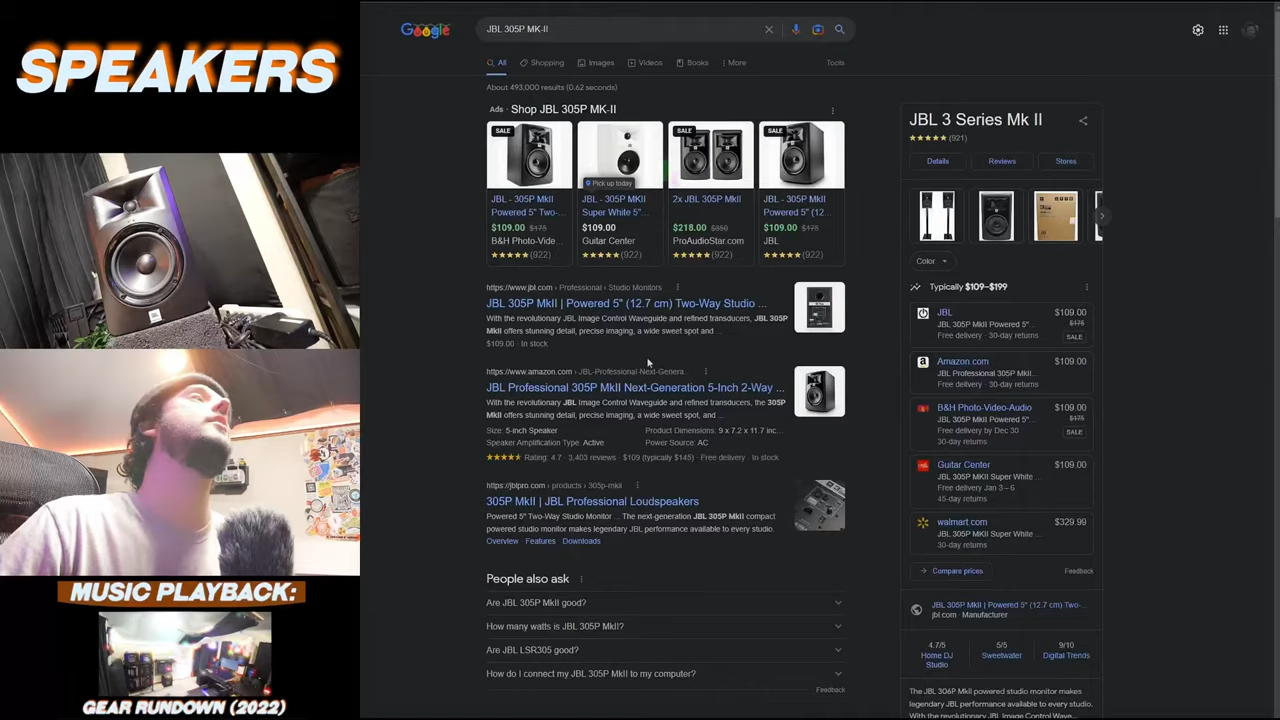 SPEAKERS
MUSIC PLAYBACK:
GEAR RUNDOWN (2022)
Google
JBL 305P MK-II
All
Shopping
Images
Videos
Books
More
Tools
About 493,000 results (0.62 seconds)
Ads · Shop JBL 305P MK-II
SALE
JBL - 305P MKII
Powered 5" Two-...
$109.00 $175
B&H Photo-Vide...
(922)
Pick up today
JBL - 305P MKII
Super White 5"...
$109.00
Guitar Center
(922)
SALE
2x JBL 305P MkII
$218.00 $350
ProAudioStar.com
(922)
SALE
JBL - 305P MkII
Powered 5" (12...
$109.00 $175
JBL
(922)
https://www.jbl.com › Professional › Studio Monitors
JBL 305P MkII | Powered 5" (12.7 cm) Two-Way Studio ...
With the revolutionary JBL Image Control Waveguide and refined transducers, the JBL 305P
MkII offers stunning detail, precise imaging, a wide sweet spot and ...
$109.00 · In stock
https://www.amazon.com › JBL-Professional-Next-Genera...
JBL Professional 305P MkII Next-Generation 5-Inch 2-Way ...
With the revolutionary JBL Image Control Waveguide and refined transducers, the 305P
MkII offers stunning detail, precise imaging, a wide sweet spot, and ...
Size: 5-inch Speaker
Product Dimensions: 9 x 7.2 x 11.7 inc...
Speaker Amplification Type: Active
Power Source: AC
Rating: 4.7 · 3,403 reviews · $109 (typically $145) · Free delivery · In stock
https://jblpro.com › products › 305p-mkii
305P MkII | JBL Professional Loudspeakers
Powered 5" Two-Way Studio Monitor ... The next-generation JBL 305P MkII compact
powered studio monitor makes legendary JBL performance available to every studio.
Overview
Features
Downloads
People also ask
Are JBL 305P MkII good?
How many watts is JBL 305P MkII?
Are JBL LSR305 good?
How do I connect my JBL 305P MkII to my computer?
Feedback
JBL 3 Series Mk II
(921)
Details
Reviews
Stores
Color
Typically $109–$199
JBL
$109.00
JBL 305P MkII Powered 5"...
$175
Free delivery · 30-day returns
SALE
Amazon.com
$109.00
JBL Professional 305P MKII...
Free delivery · 30-day returns
B&H Photo-Video-Audio
$109.00
JBL 305P MKII Powered 5"...
$175
Free delivery by Dec 30
SALE
30-day returns
Guitar Center
$109.00
JBL 305P MKII Super White ...
Free delivery Jan 3 – 6
45-day returns
walmart.com
$329.99
JBL 305P MKII Super White ...
30-day returns
Compare prices
Feedback
JBL 305P MkII | Powered 5" (12.7 cm) Two-...
jbl.com · Manufacturer
4.7/5
Home DJ
Studio
5/5
Sweetwater
9/10
Digital Trends
The JBL 306P MkII powered studio monitor makes
legendary JBL performance available to every studio.
With the revolutionary JBL Image Control Wave...